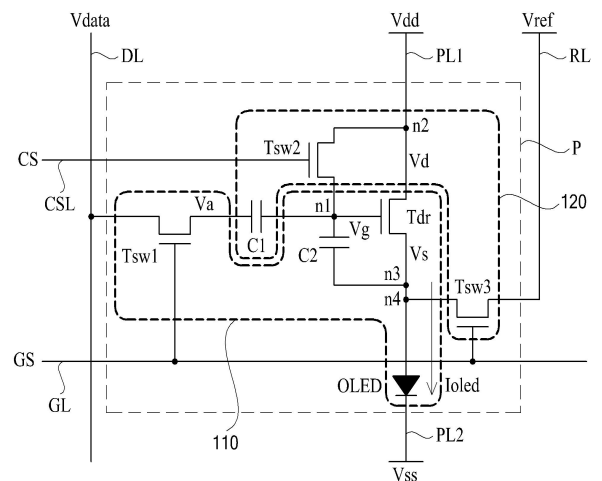 Vdata
Vdd
Vref
DL
PL1
RL
n2
P
Tsw2
Vd
CS
CSL
Va
n1
Tdr
120
C1
Vg
Tsw1
C2
Vs
n3
Tsw3
n4
GS
GL
OLED
Ioled
110
PL2
Vss